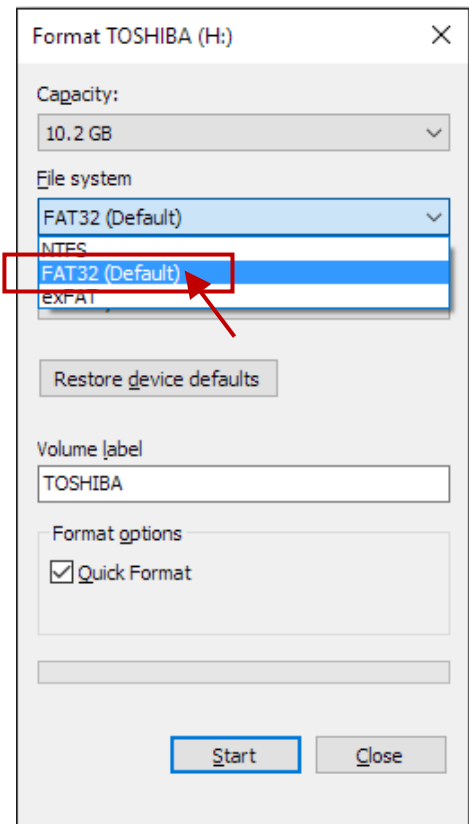 Format TOSHIBA (H:)
Capacity:
10.2 GB
File system
FAT32 (Default)
NTFS
FAT32 (Default)
exFAT
Restore device defaults
Volume label
TOSHIBA
Format options
Quick Format
Start
Close